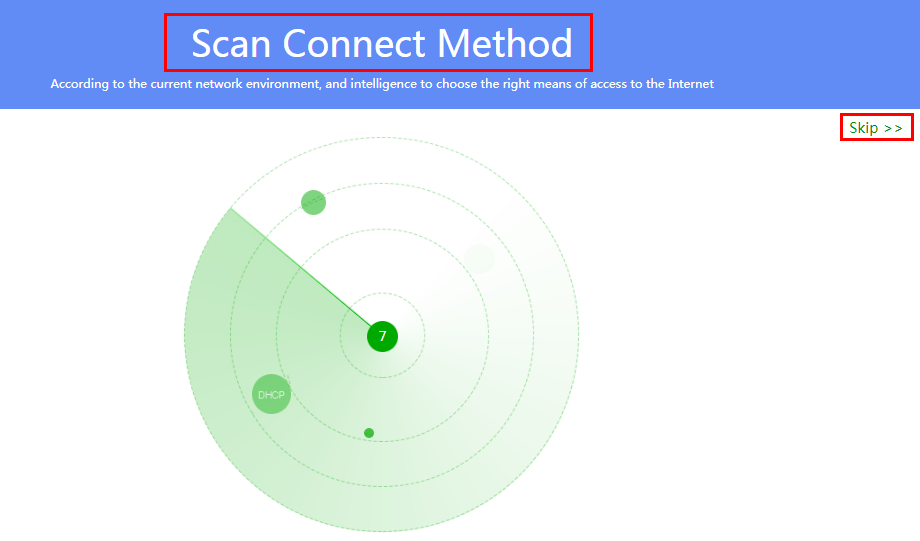 Scan Connect Method
According to the current network environment, and intelligence to choose the right means of access to the Internet
Skip >>
7
DHCP